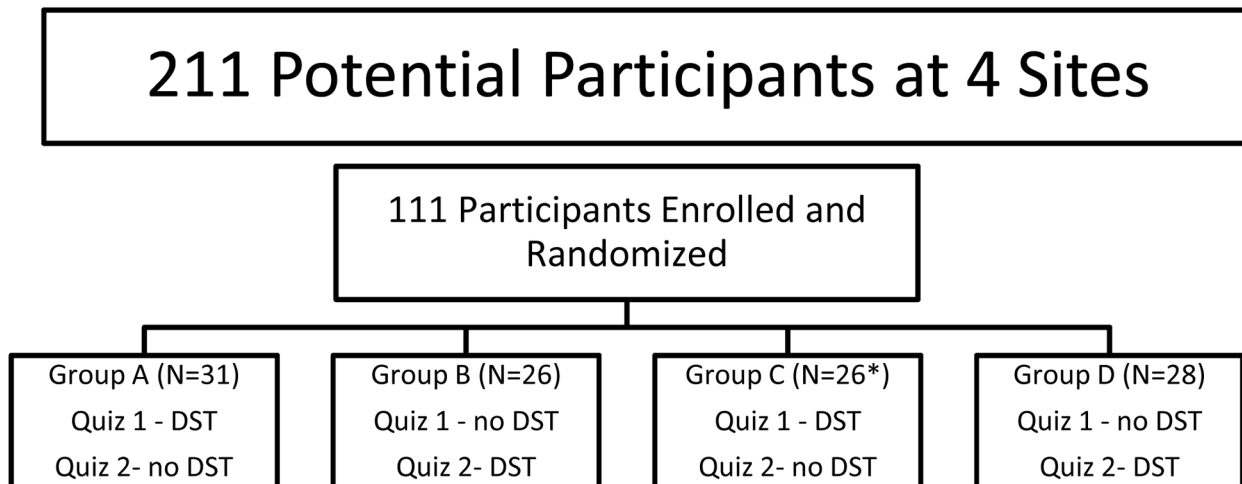 211 Potential Participants at 4 Sites
111 Participants Enrolled and
Randomized
Group A (N=31)
Quiz 1 - DST
Quiz 2- no DST
Group B (N=26)
Quiz 1 - no DST
Quiz 2- DST
Group C (N=26*)
Quiz 1 - DST
Quiz 2- no DST
Group D (N=28)
Quiz 1 - no DST
Quiz 2- DST